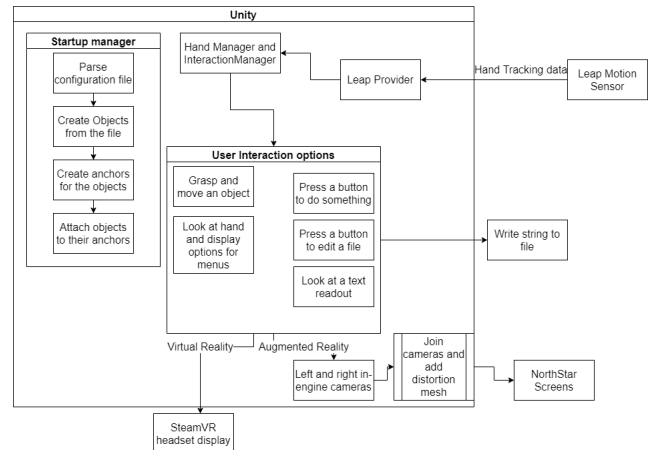 Unity
Startup manager
Parse
configuration file
Create Objects
from the file
Create anchors
for the objects
Attach objects
to their anchors
Hand Manager and
InteractionManager
Leap Provider
Hand Tracking data
Leap Motion
Sensor
User Interaction options
Grasp and
move an object
Look at hand
and display
options for
menus
Press a button
to do something
Press a button
to edit a file
Look at a text
readout
Write string to
file
Virtual Reality
Augmented Reality
Left and right in-
engine cameras
Join
cameras and
add
distortion
mesh
NorthStar
Screens
SteamVR
headset display